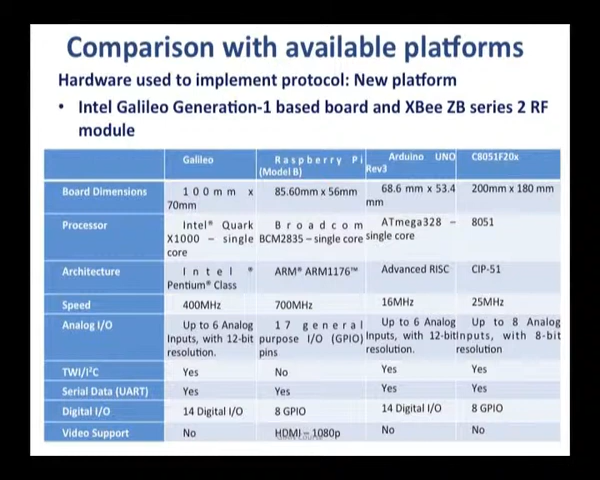 Comparison with available platforms
Hardware used to implement protocol: New platform
• Intel Galileo Generation-1 based board and XBee ZB series 2 RF
module
Galileo
Raspberry Pi
(Model B)
Arduino UNO
Rev3
C8051F20x
Board Dimensions
100mm x
70mm
85.60mm x 56mm
68.6 mm x 53.4
mm
200mm x 180 mm
Processor
Intel® Quark
X1000 – single
core
Broadcom
BCM2835 – single core
ATmega328 –
single core
8051
Architecture
Intel®
Pentium® Class
ARM® ARM1176™
Advanced RISC
CIP-51
Speed
400MHz
700MHz
16MHz
25MHz
Analog I/O
Up to 6 Analog
Inputs, with 12-bit
resolution.
17 general
purpose I/O (GPIO)
pins
Up to 6 Analog
Inputs, with 12-bit
resolution.
Up to 8 Analog
Inputs, with 8-bit
resolution
TWI/I²C
Yes
No
Yes
Yes
Serial Data (UART)
Yes
Yes
Yes
Yes
Digital I/O
14 Digital I/O
8 GPIO
14 Digital I/O
8 GPIO
Video Support
No
HDMI – 1080p
No
No